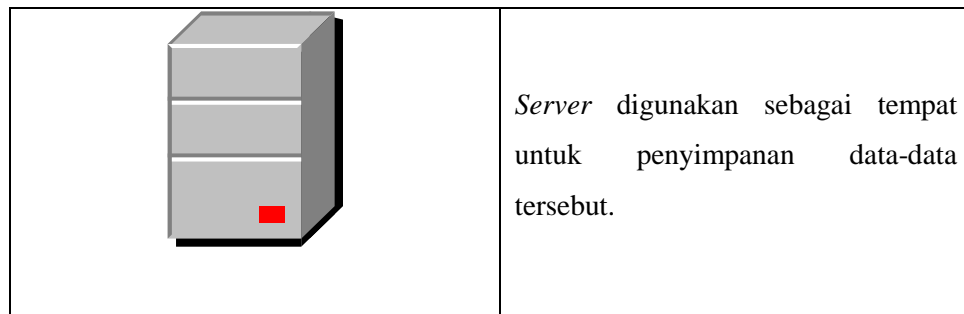 Server digunakan sebagai tempat
untuk penyimpanan data-data
tersebut.